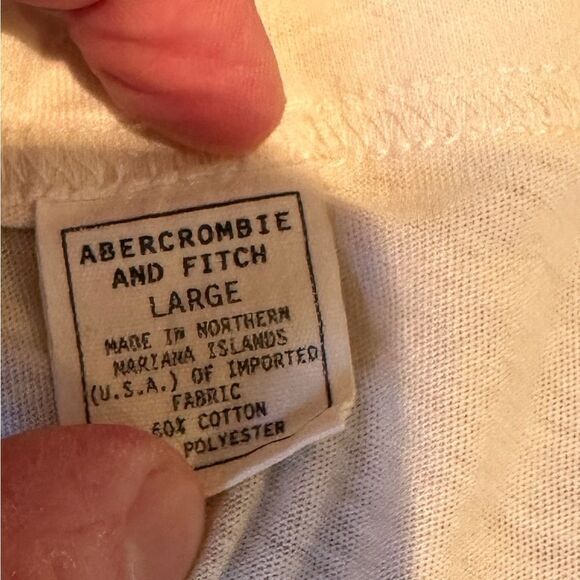 ABERCROMBIE
AND FITCH
LARGE
MADE IN NORTHERN
MARIANA ISLANDS
(U.S.A.) OF IMPORTED
FABRIC
60% COTTON
POLYESTER